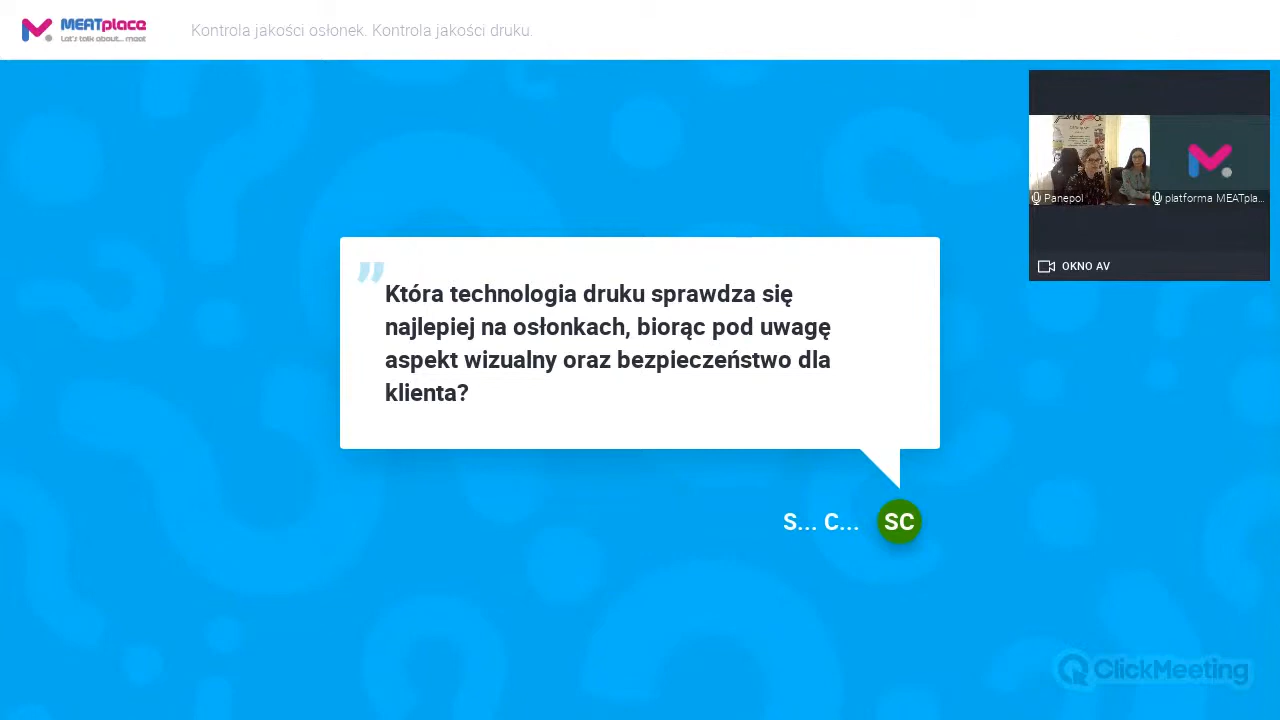 MEATplace
Let's talk about... meat
Kontrola jakości osłonek. Kontrola jakości druku.
Panepol
platforma MEATpla...
OKNO AV
Która technologia druku sprawdza się
najlepiej na osłonkach, biorąc pod uwagę
aspekt wizualny oraz bezpieczeństwo dla
klienta?
S... C...
SC
ClickMeeting